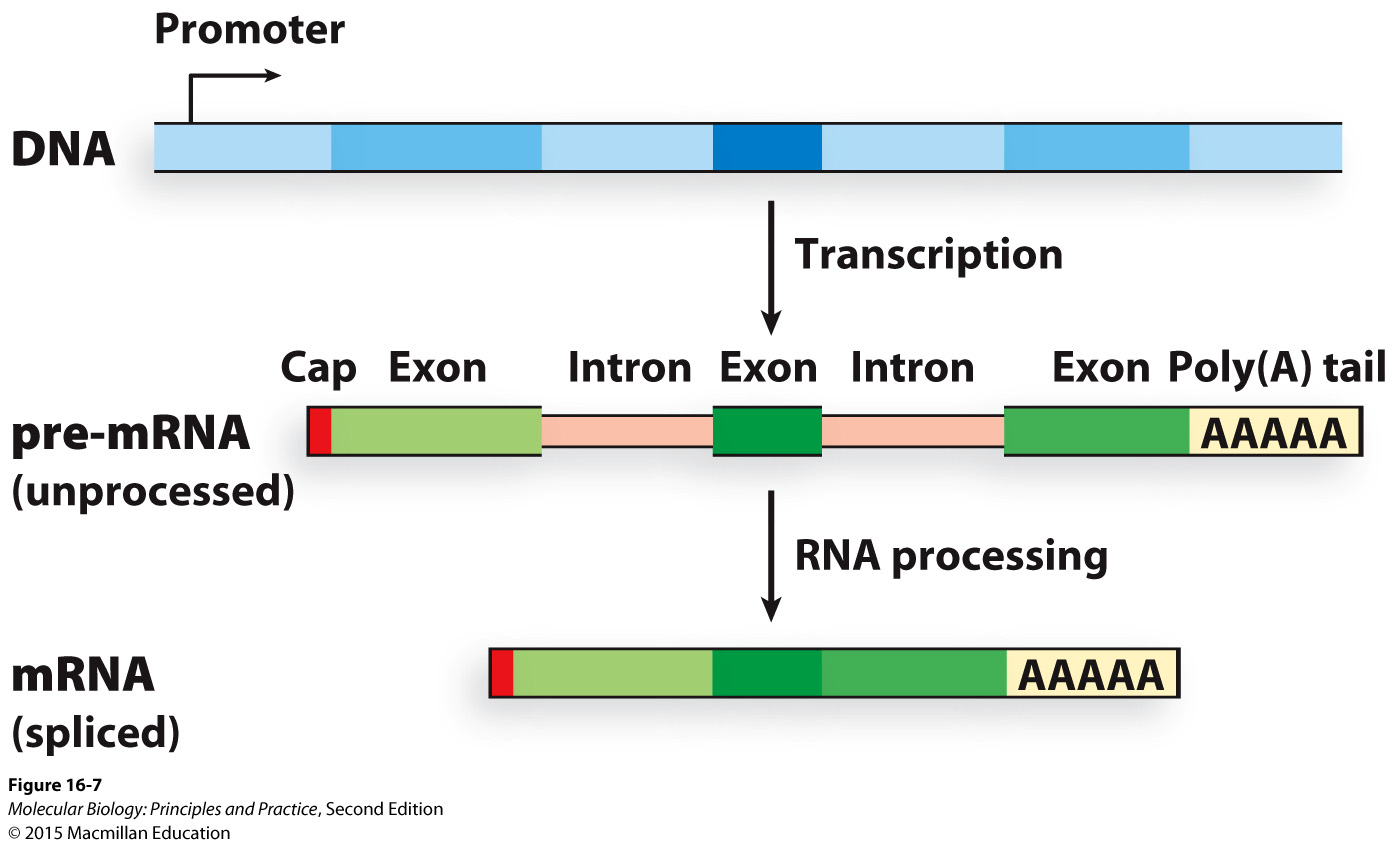 Promoter
DNA
Transcription
Cap Exon Intron Exon Intron Exon Poly(A) tail
pre-mRNA
(unprocessed)
AAAAA
RNA processing
mRNA
(spliced)
AAAAA
Figure 16-7
Molecular Biology: Principles and Practice, Second Edition
© 2015 Macmillan Education